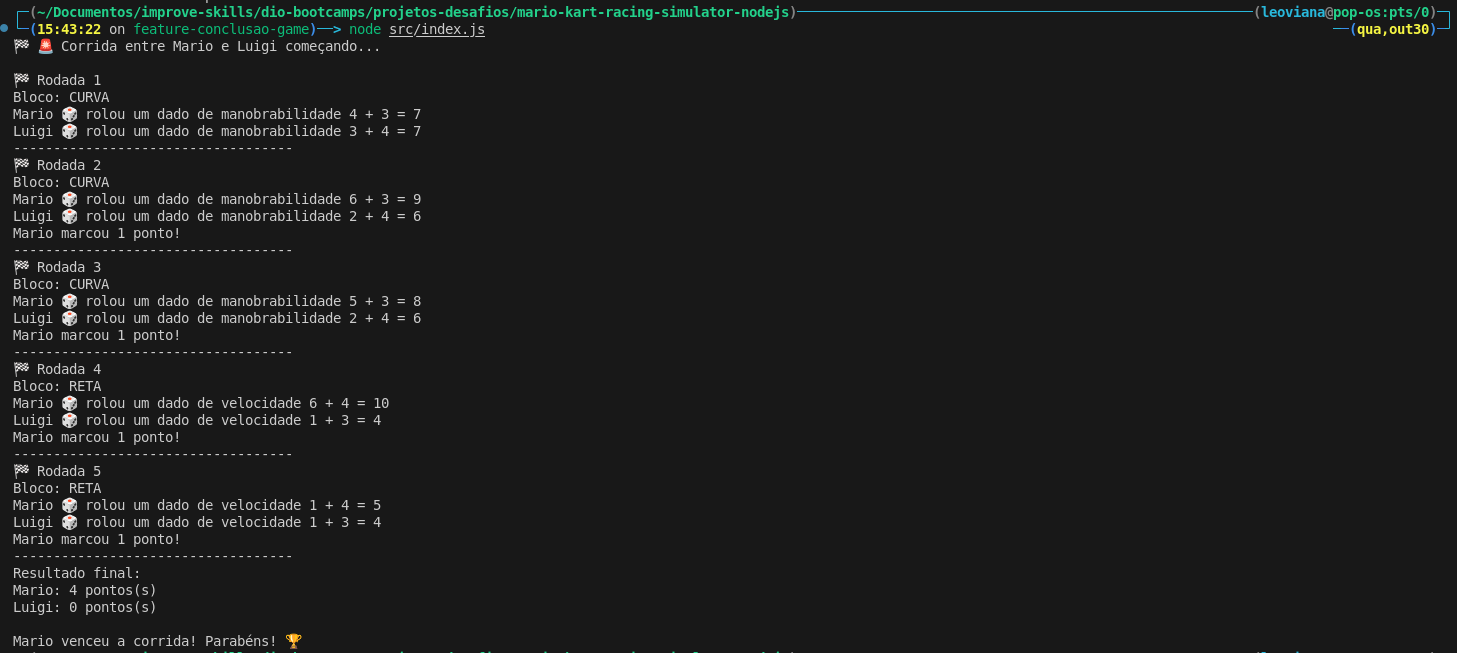 (~/Documentos/improve-skills/dio-bootcamps/projetos-desafios/mario-kart-racing-simulator-nodejs) (leoviana@pop-os:pts/0)
(15:43:22 on feature-conclusao-game)──> node src/index.js (qua,out30)
🏁 🚨 Corrida entre Mario e Luigi começando...
🏁 Rodada 1
Bloco: CURVA
Mario 🎲 rolou um dado de manobrabilidade 4 + 3 = 7
Luigi 🎲 rolou um dado de manobrabilidade 3 + 4 = 7
-----------------------------------
🏁 Rodada 2
Bloco: CURVA
Mario 🎲 rolou um dado de manobrabilidade 6 + 3 = 9
Luigi 🎲 rolou um dado de manobrabilidade 2 + 4 = 6
Mario marcou 1 ponto!
-----------------------------------
🏁 Rodada 3
Bloco: CURVA
Mario 🎲 rolou um dado de manobrabilidade 5 + 3 = 8
Luigi 🎲 rolou um dado de manobrabilidade 2 + 4 = 6
Mario marcou 1 ponto!
-----------------------------------
🏁 Rodada 4
Bloco: RETA
Mario 🎲 rolou um dado de velocidade 6 + 4 = 10
Luigi 🎲 rolou um dado de velocidade 1 + 3 = 4
Mario marcou 1 ponto!
-----------------------------------
🏁 Rodada 5
Bloco: RETA
Mario 🎲 rolou um dado de velocidade 1 + 4 = 5
Luigi 🎲 rolou um dado de velocidade 1 + 3 = 4
Mario marcou 1 ponto!
-----------------------------------
Resultado final:
Mario: 4 pontos(s)
Luigi: 0 pontos(s)
Mario venceu a corrida! Parabéns! 🏆